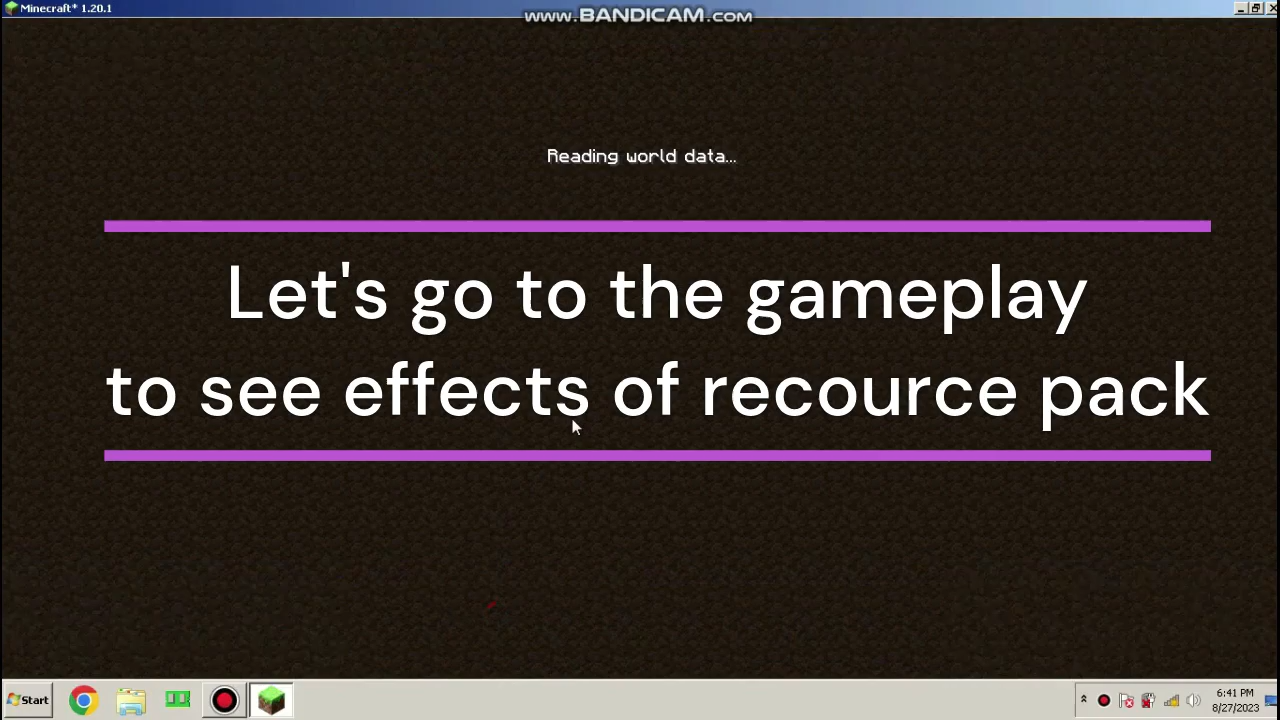 Minecraft* 1.20.1
www.BANDICAM.com
Reading world data...
Let's go to the gameplay
to see effects of recource pack
Start
6:41 PM
8/27/2023